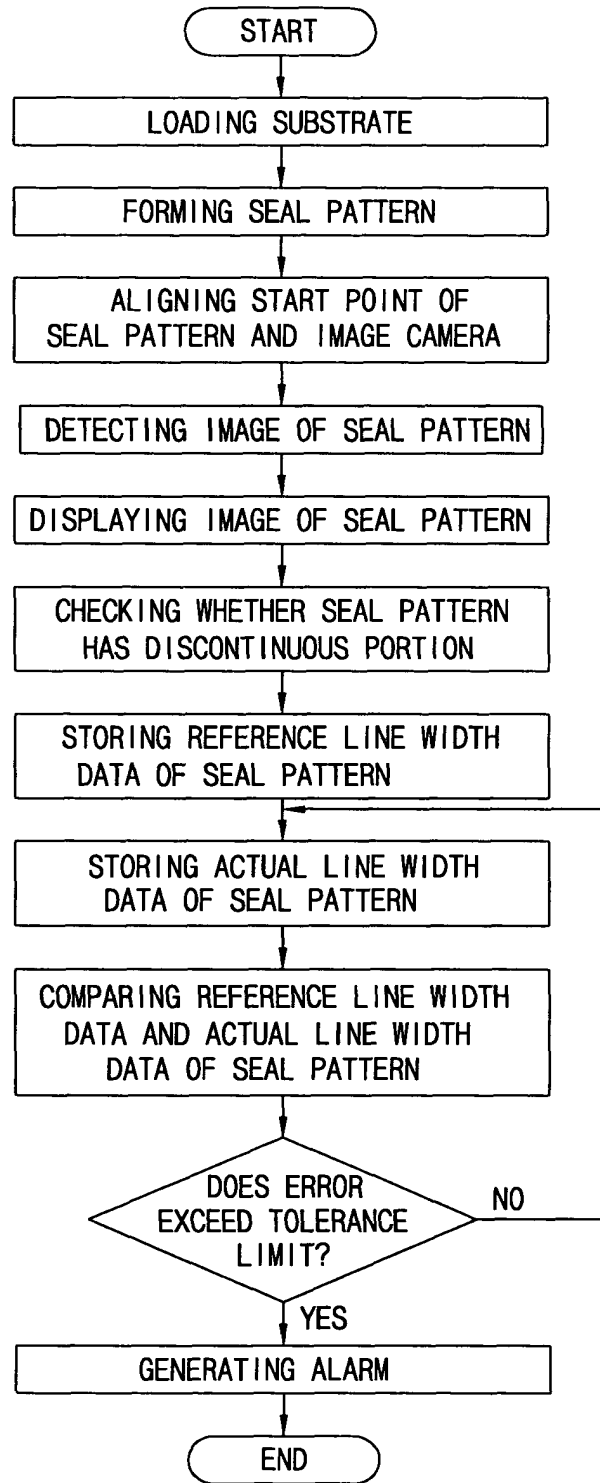 START
LOADING SUBSTRATE
FORMING SEAL PATTERN
ALIGNING START POINT OF
SEAL PATTERN AND IMAGE CAMERA
DETECTING IMAGE OF SEAL PATTERN
DISPLAYING IMAGE OF SEAL PATTERN
CHECKING WHETHER SEAL PATTERN
HAS DISCONTINUOUS PORTION
STORING REFERENCE LINE WIDTH
DATA OF SEAL PATTERN
STORING ACTUAL LINE WIDTH
DATA OF SEAL PATTERN
COMPARING REFERENCE LINE WIDTH
DATA AND ACTUAL LINE WIDTH
DATA OF SEAL PATTERN
DOES ERROR
EXCEED TOLERANCE
LIMIT?
NO
YES
GENERATING ALARM
END